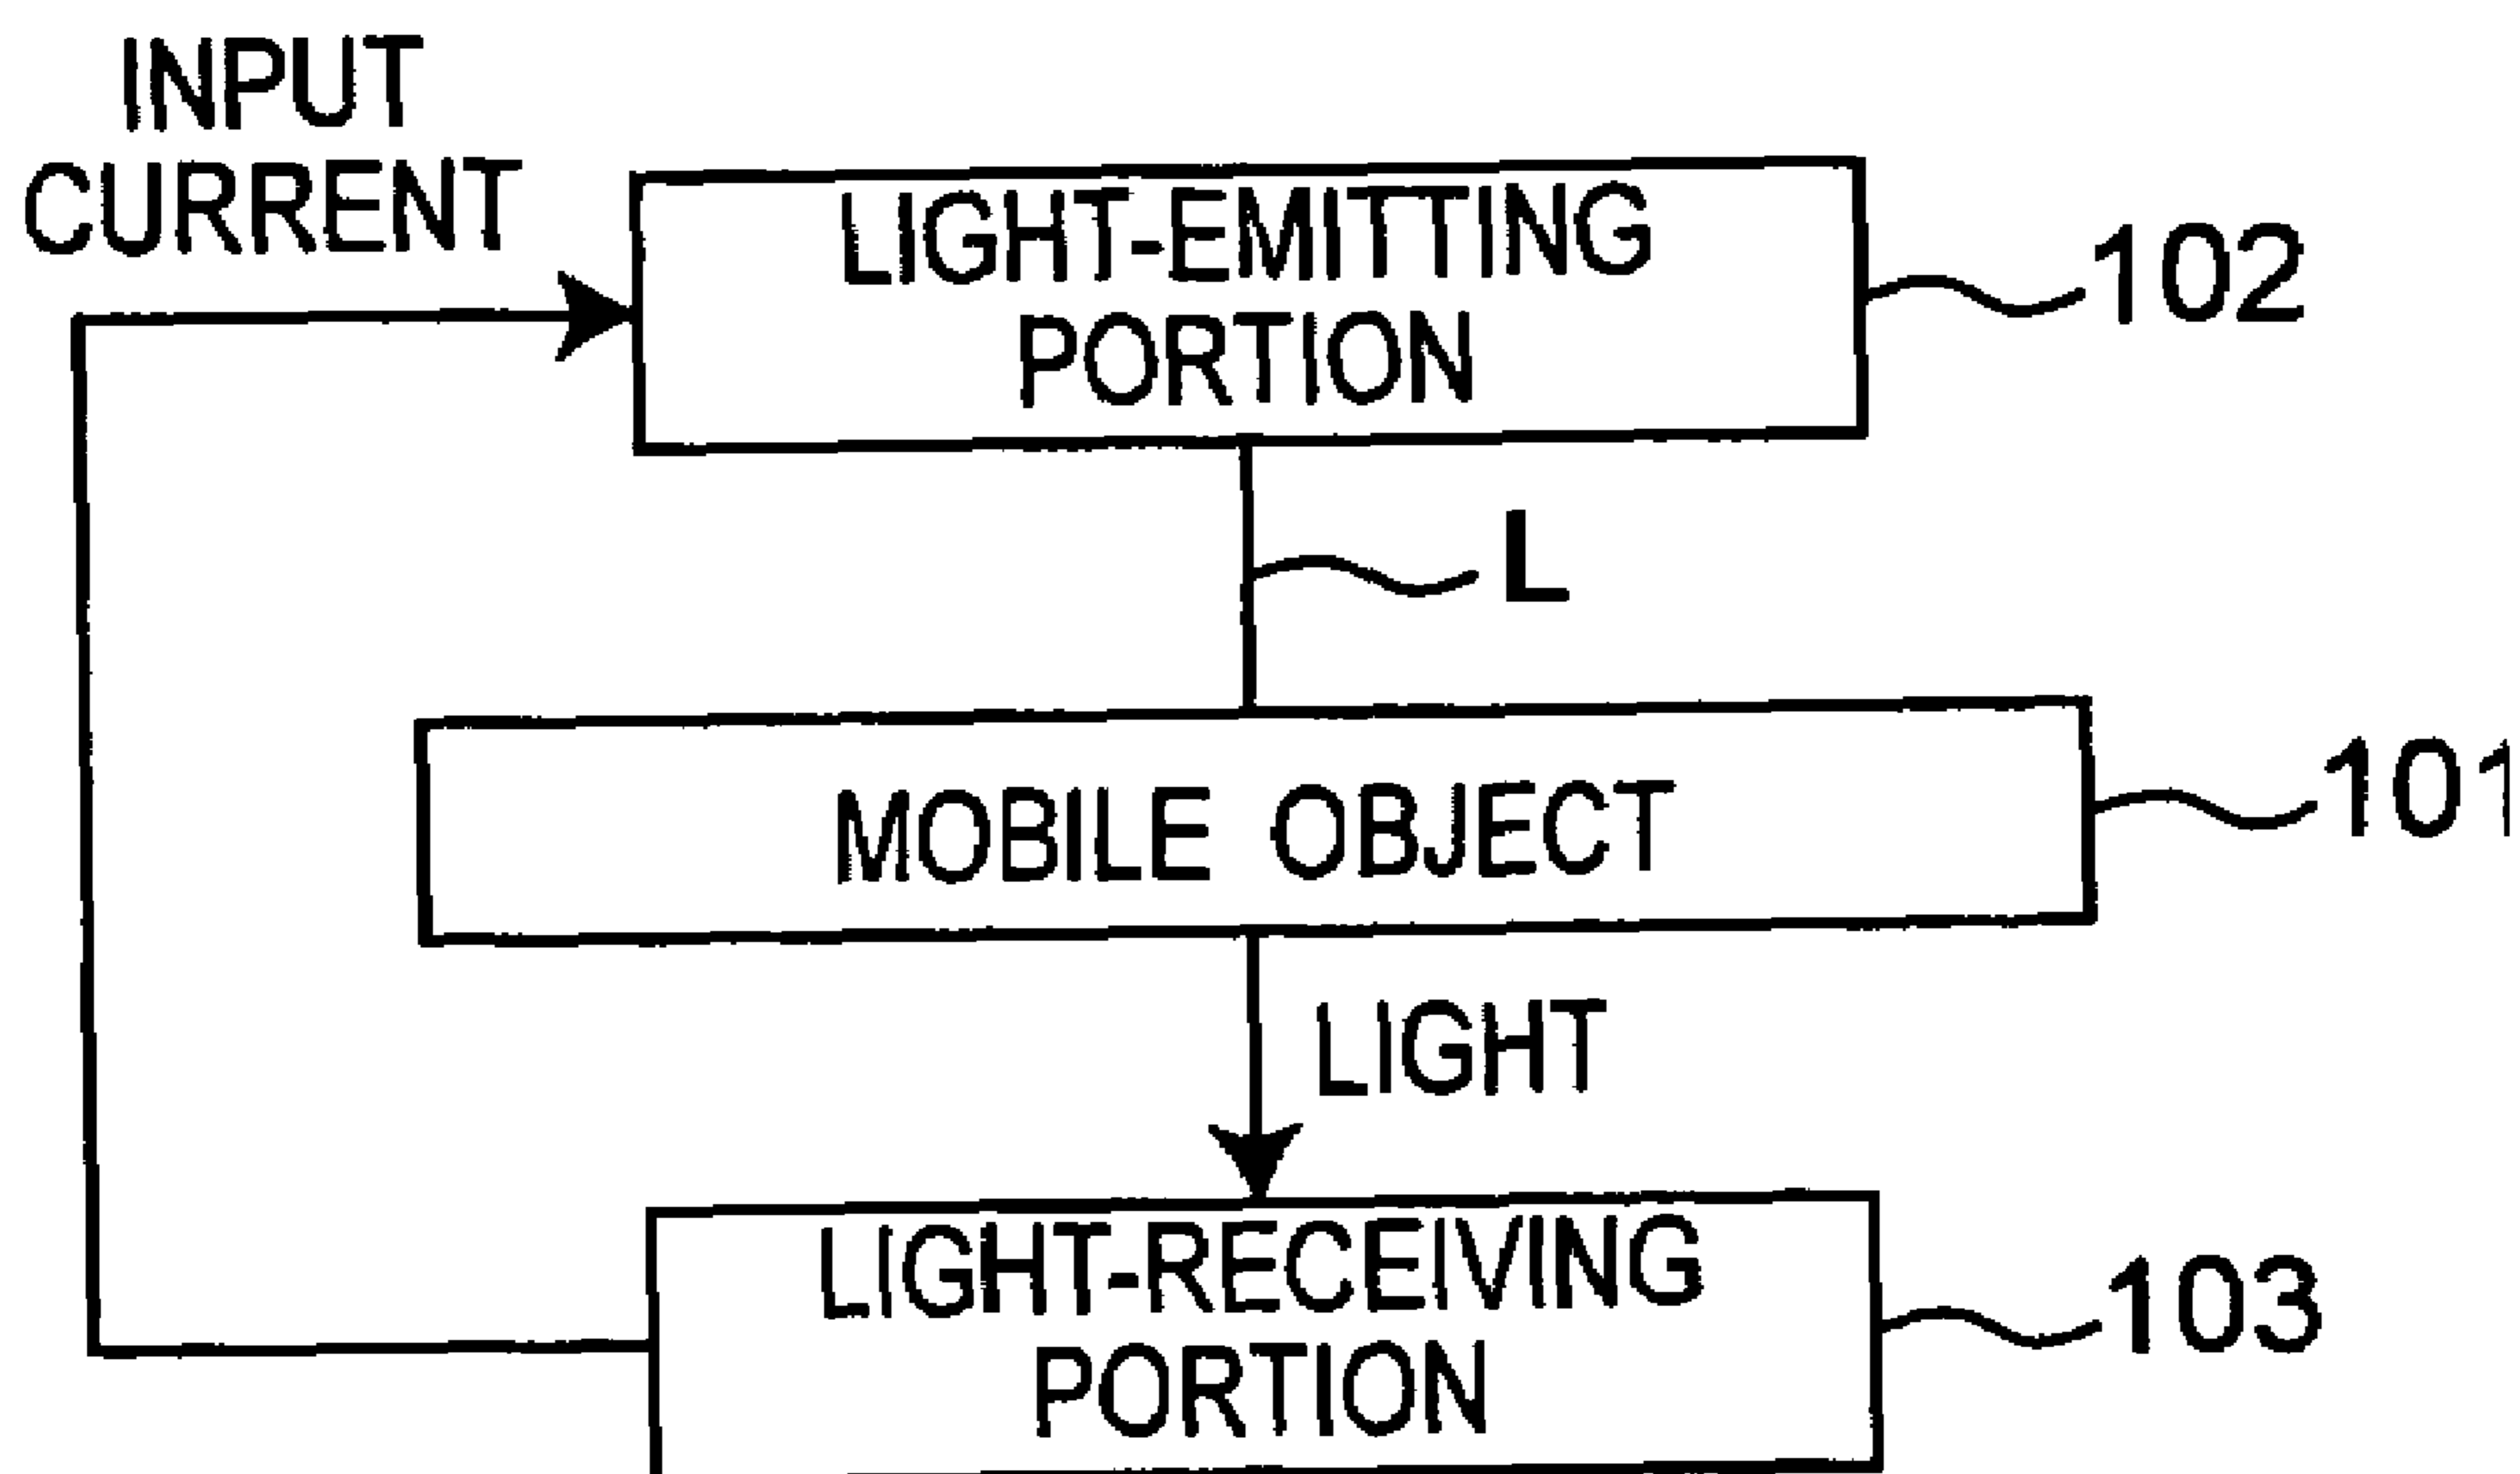 INPUT
CURRENT
LIGHT-EMITTING
PORTION
102
L
MOBILE OBJECT
101
LIGHT
LIGHT-RECEIVING
PORTION
103